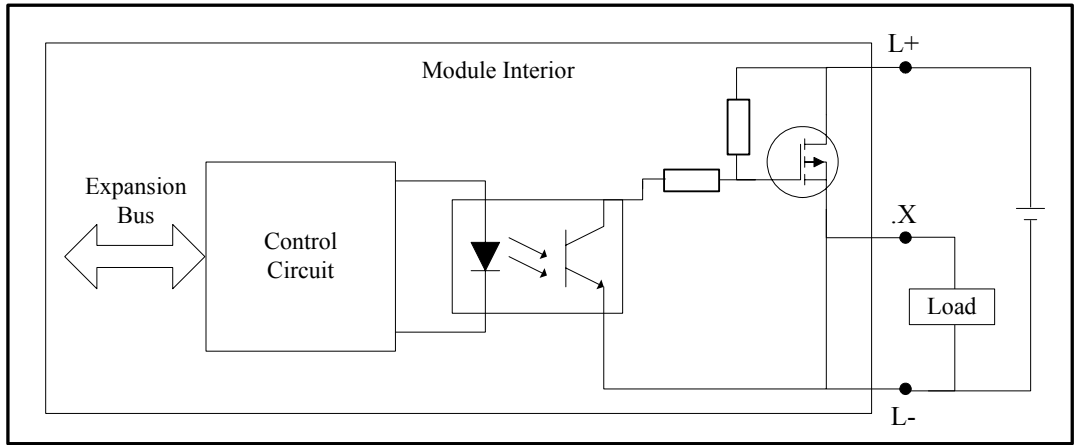 Module Interior
L+
Expansion
Bus
Control
Circuit
.X
Load
L-